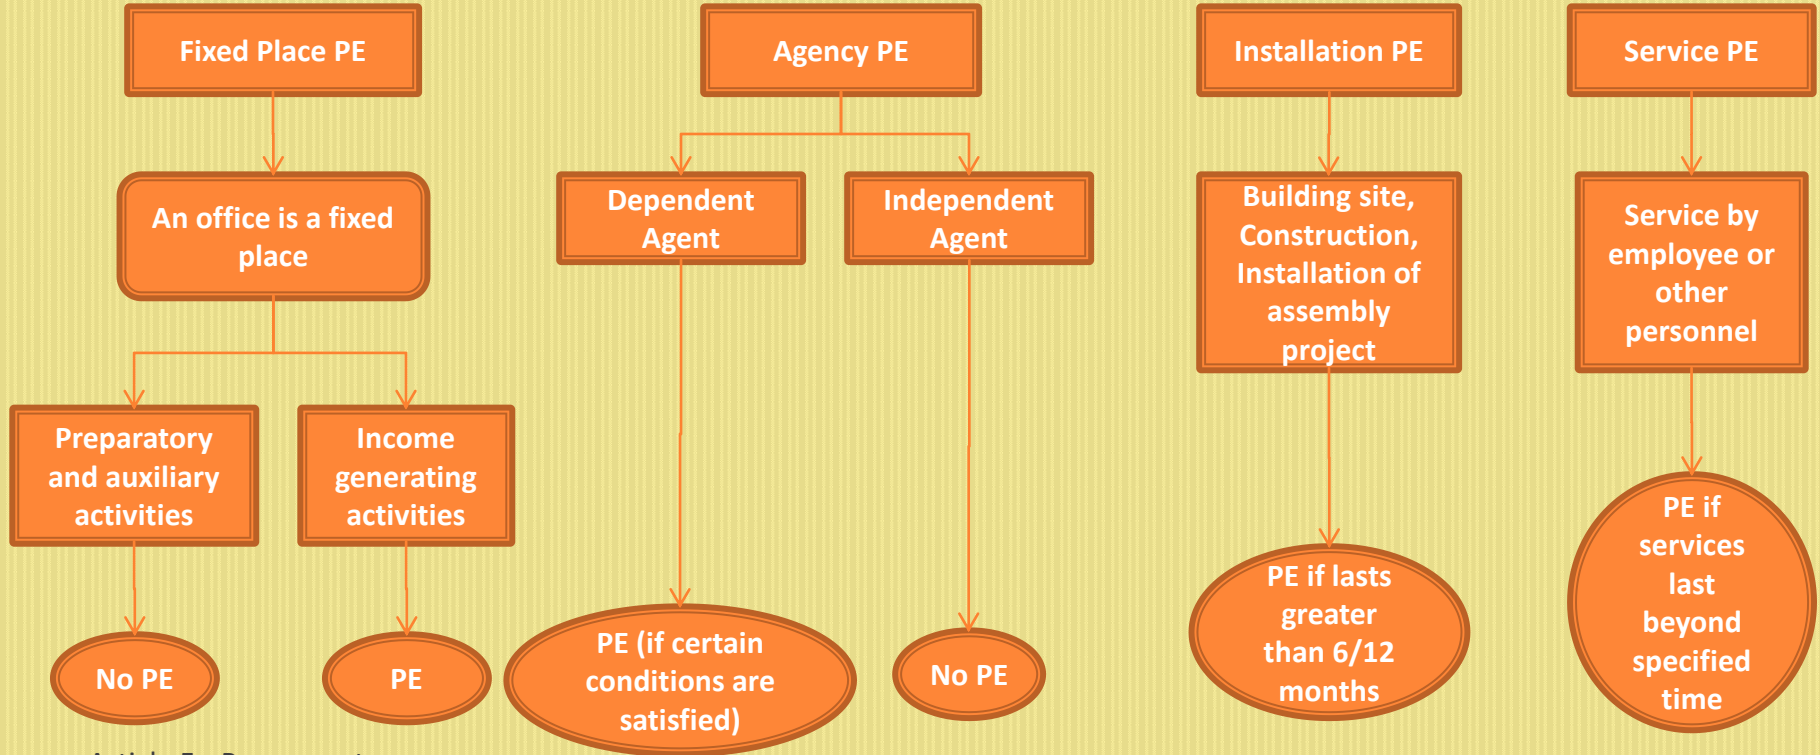 Fixed Place PE
Agency PE
Installation PE
Service PE
An office is a fixed
place
Dependent
Agent
Independent
Agent
Building site,
Construction,
Installation of
assembly
project
Service by
employee or
other
personnel
Preparatory
and auxiliary
activities
Income
generating
activities
No PE
PE
PE (if certain
conditions are
satisfied)
No PE
PE if lasts
greater
than 6/12
months
PE if
services
last
beyond
specified
time